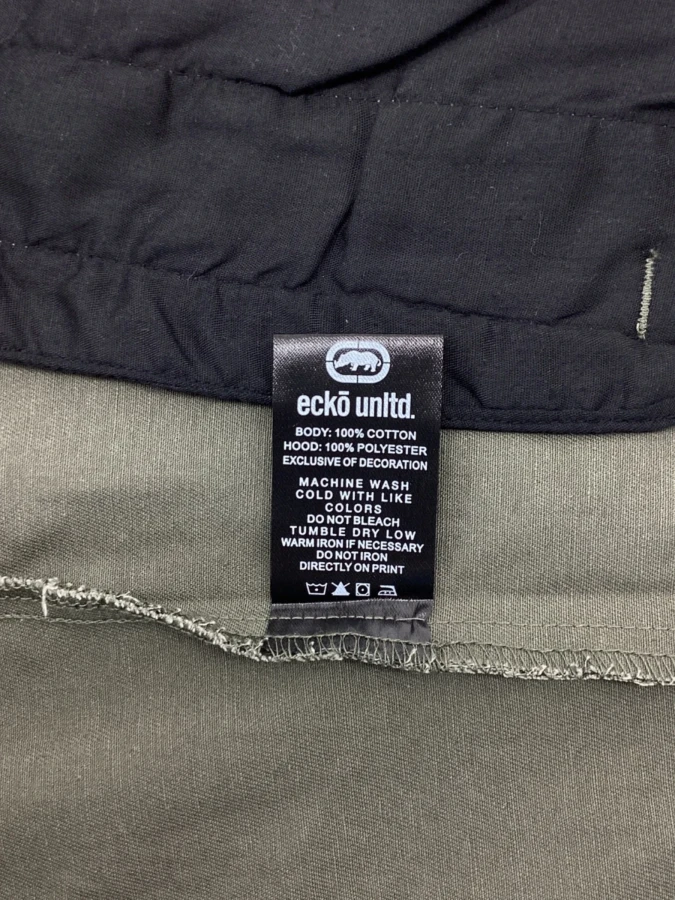 eckō unltd.
BODY: 100% COTTON
HOOD: 100% POLYESTER
EXCLUSIVE OF DECORATION
MACHINE WASH
COLD WITH LIKE
COLORS
DO NOT BLEACH
TUMBLE DRY LOW
WARM IRON IF NECESSARY
DO NOT IRON
DIRECTLY ON PRINT